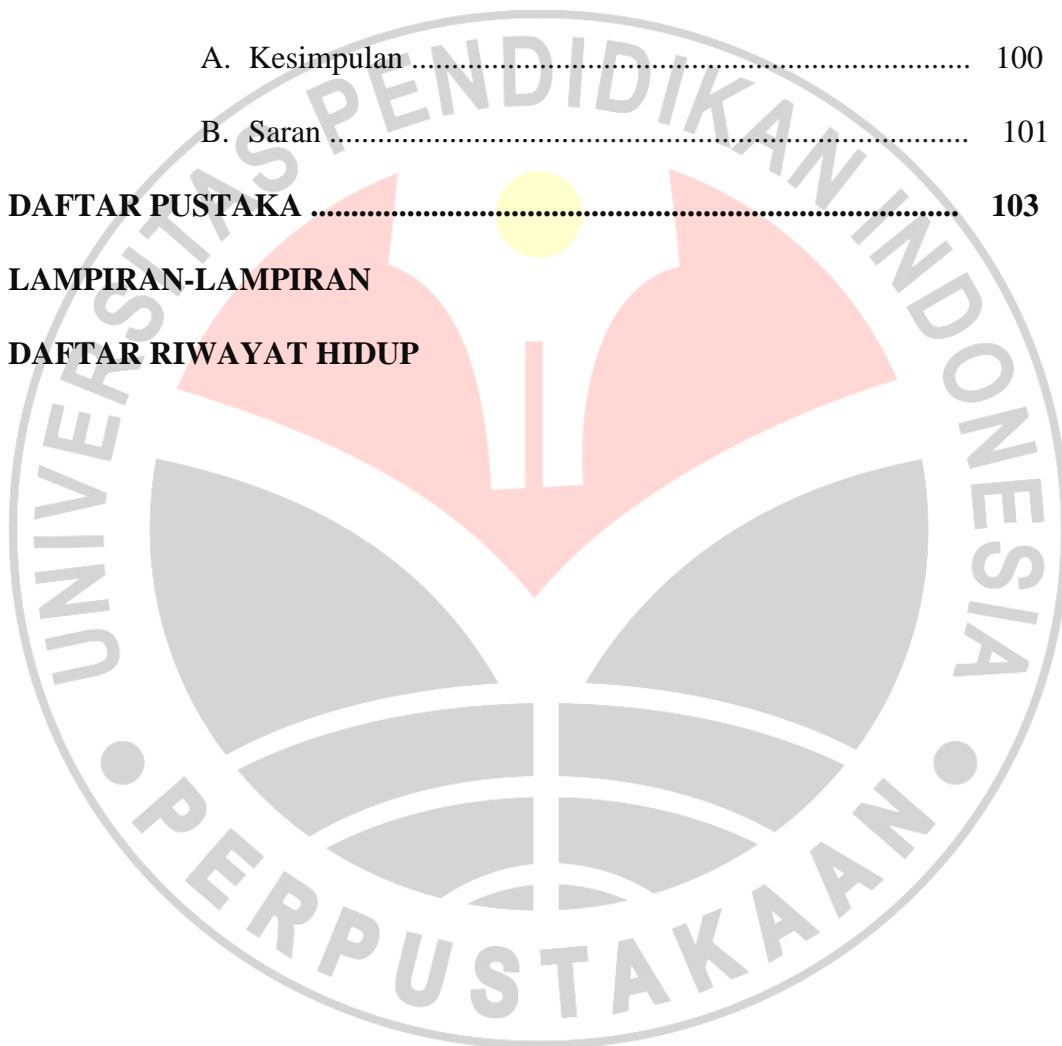 A. Kesimpulan ...................................................................... 100
B. Saran ................................................................................ 101
DAFTAR PUSTAKA ................................................................................ 103
LAMPIRAN-LAMPIRAN
DAFTAR RIWAYAT HIDUP
UNIVERSITAS PENDIDIKAN INDONESIA
PERPUSTAKAAN